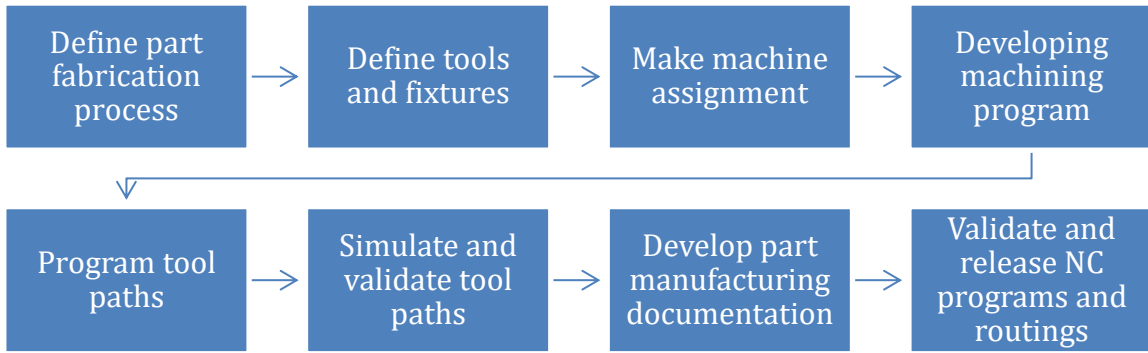 Define part
fabrication
process
Define tools
and fixtures
Make machine
assignment
Developing
machining
program
Program tool
paths
Simulate and
validate tool
paths
Develop part
manufacturing
documentation
Validate and
release NC
programs and
routings